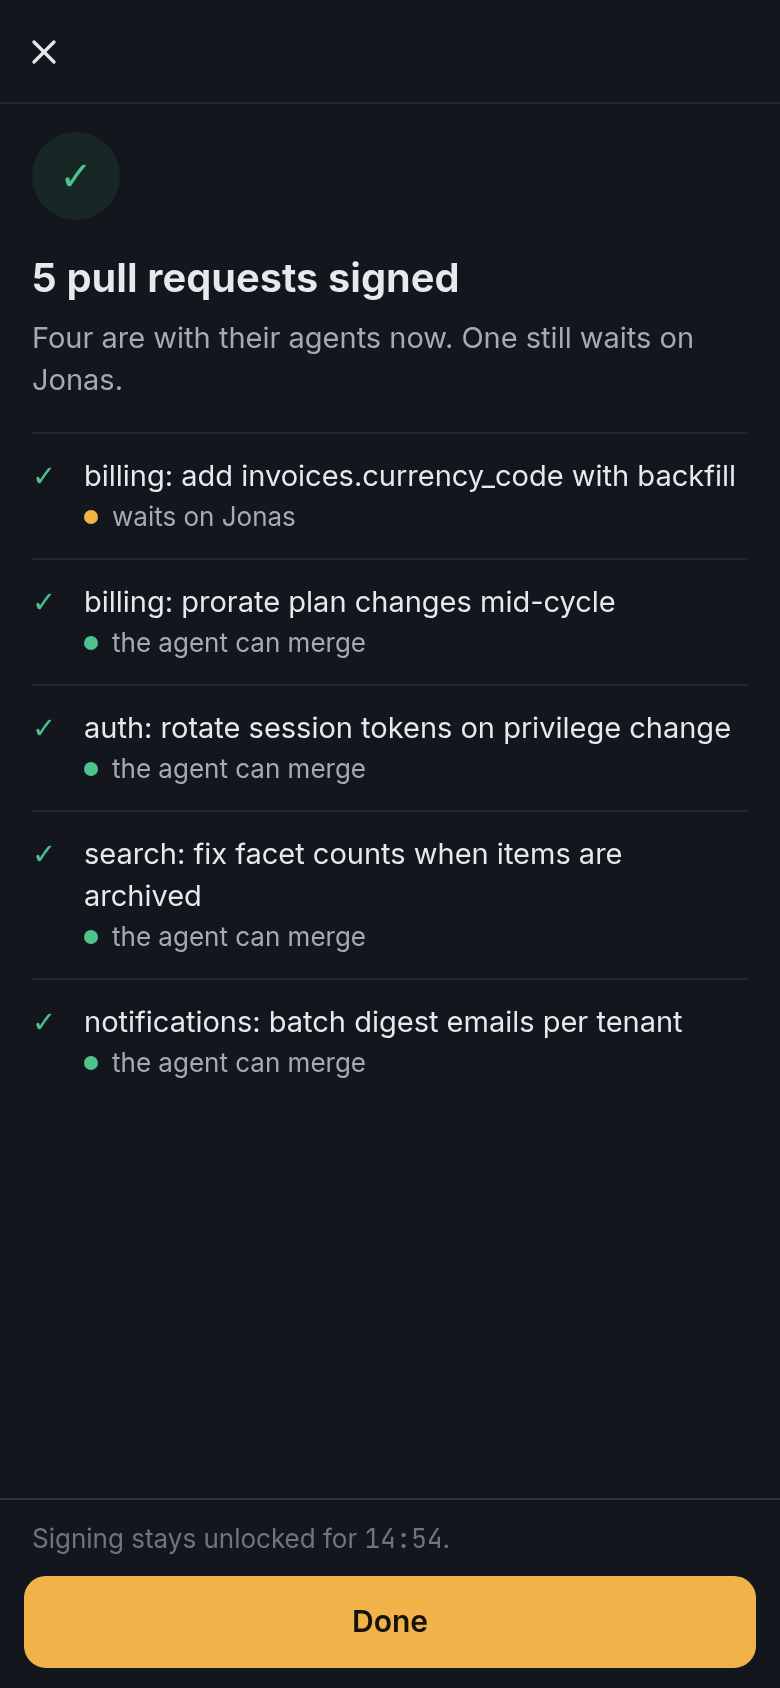 5 pull requests signed
Four are with their agents now. One still waits on
Jonas.
✓ billing: add invoices.currency_code with backfill
waits on Jonas
✓ billing: prorate plan changes mid-cycle
the agent can merge
✓ auth: rotate session tokens on privilege change
the agent can merge
✓ search: fix facet counts when items are
archived
the agent can merge
✓ notifications: batch digest emails per tenant
the agent can merge
Signing stays unlocked for 14:54.
Done